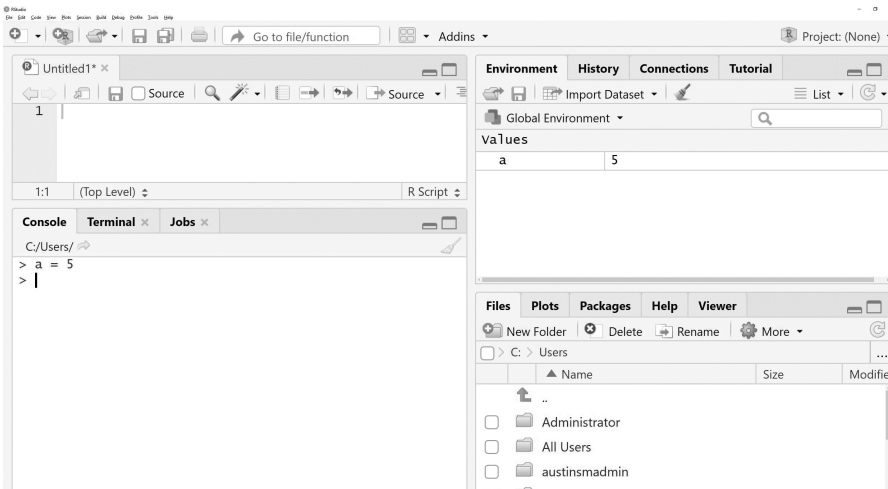 RStudio
File Edit Code View Plots Session Build Debug Profile Tools Help
Go to file/function Addins Project: (None)
Untitled1*
Source Source
1
1:1 (Top Level) R Script
Console Terminal Jobs
C:/Users/
> a = 5
>
Environment History Connections Tutorial
Import Dataset List
Global Environment
Values
a 5
Files Plots Packages Help Viewer
New Folder Delete Rename More
C: > Users ...
Name Size Modifie
..
Administrator
All Users
austinsmadmin